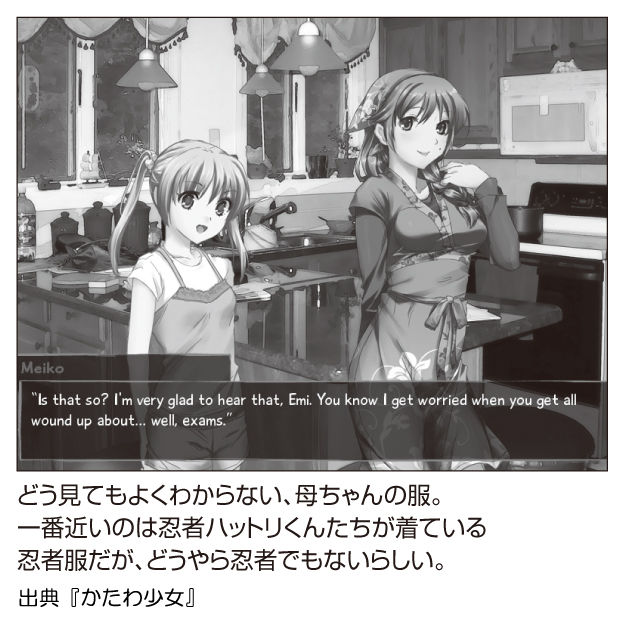 Meiko
“Is that so? I'm very glad to hear that, Emi. You know I get worried when you get all
wound up about... well, exams.”
どう見てもよくわからない、母ちゃんの服。
一番近いのは忍者ハットリくんたちが着ている
忍者服だが、どうやら忍者でもないらしい。
出典『かたわ少女』